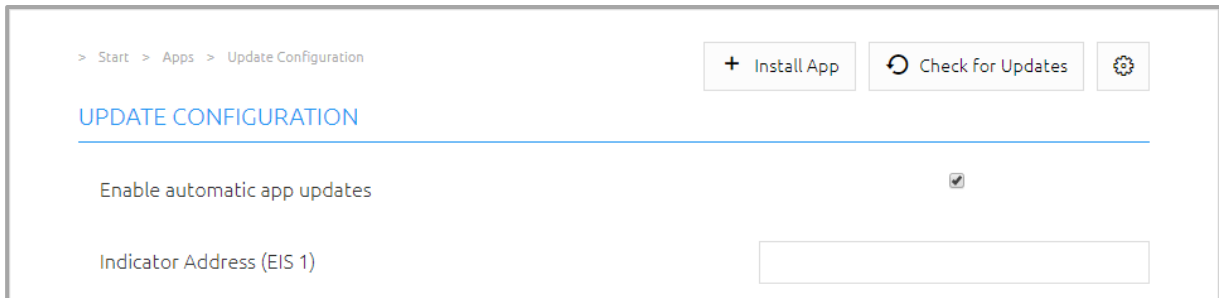 > Start > Apps > Update Configuration
+ Install App
Check for Updates
UPDATE CONFIGURATION
Enable automatic app updates
Indicator Address (EIS 1)